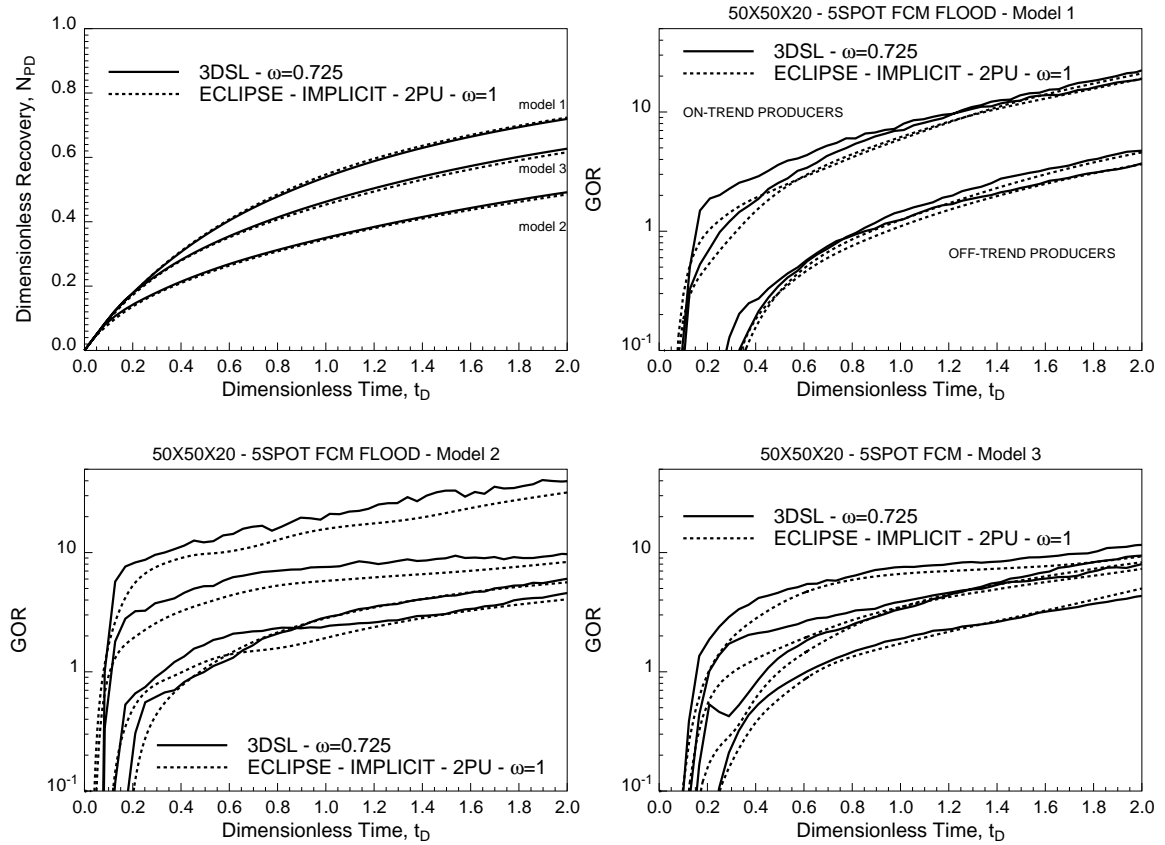 1.0
0.8
0.6
0.4
0.2
0.0
Dimensionless Recovery, NPD
3DSL - ω=0.725
ECLIPSE - IMPLICIT - 2PU - ω=1
model 1
model 3
model 2
0.0 0.2 0.4 0.6 0.8 1.0 1.2 1.4 1.6 1.8 2.0
Dimensionless Time, tD
50X50X20 - 5SPOT FCM FLOOD - Model 1
3DSL - ω=0.725
ECLIPSE - IMPLICIT - 2PU - ω=1
ON-TREND PRODUCERS
OFF-TREND PRODUCERS
10
1
10-1
GOR
0.0 0.2 0.4 0.6 0.8 1.0 1.2 1.4 1.6 1.8 2.0
Dimensionless Time, tD
50X50X20 - 5SPOT FCM FLOOD - Model 2
10
1
10-1
GOR
3DSL - ω=0.725
ECLIPSE - IMPLICIT - 2PU - ω=1
0.0 0.2 0.4 0.6 0.8 1.0 1.2 1.4 1.6 1.8 2.0
Dimensionless Time, tD
50X50X20 - 5SPOT FCM - Model 3
3DSL - ω=0.725
ECLIPSE - IMPLICIT - 2PU - ω=1
10
1
10-1
GOR
0.0 0.2 0.4 0.6 0.8 1.0 1.2 1.4 1.6 1.8 2.0
Dimensionless Time, tD